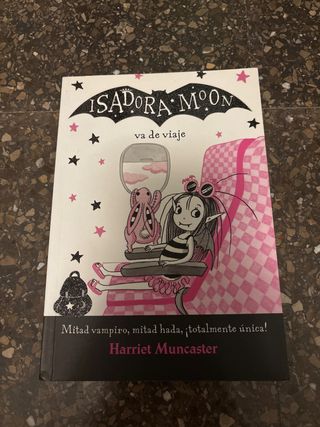 ISADORA MOON
va de viaje
Mitad vampiro, mitad hada, ¡totalmente única!
Harriet Muncaster